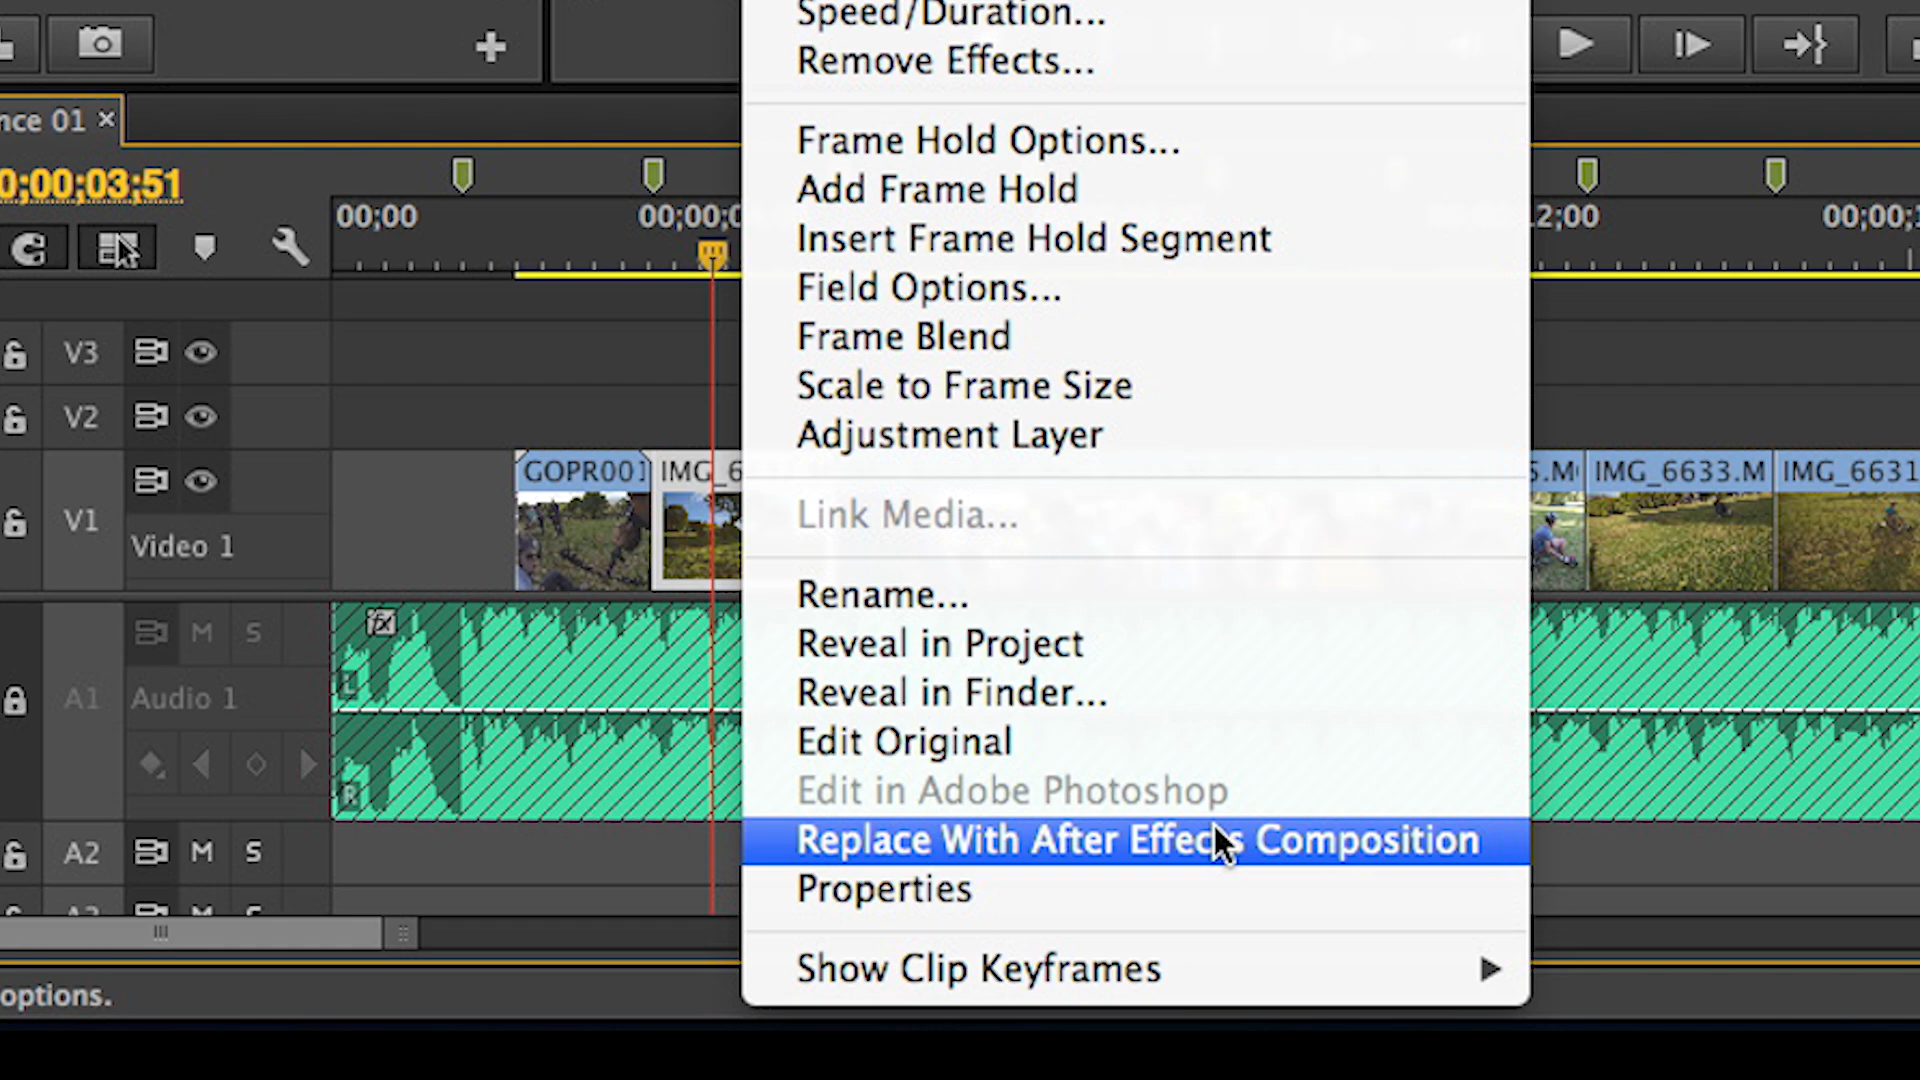 Speed/Duration...
Remove Effects...
nce 01 ×
Frame Hold Options...
0;00;03;51
Add Frame Hold
00;00
00;00;0
2;00
00;00;
Insert Frame Hold Segment
Field Options...
Frame Blend
V3
Scale to Frame Size
V2
Adjustment Layer
GOPR001
IMG_6
.M
IMG_6633.M
IMG_6631
Link Media...
V1
Video 1
Rename...
M S
Reveal in Project
fx
L
A1
Audio 1
Reveal in Finder...
Edit Original
R
Edit in Adobe Photoshop
Replace With After Effects Composition
A2 M S
Properties
A3 M S
Show Clip Keyframes
options.